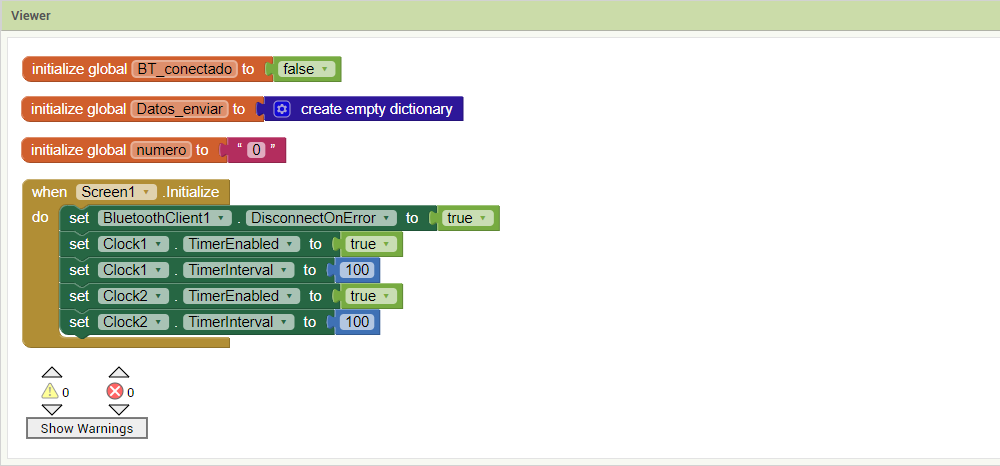 Viewer
initialize global BT_conectado to false
initialize global Datos_enviar to create empty dictionary
initialize global numero to “ 0 ”
when Screen1 .Initialize
do set BluetoothClient1 . DisconnectOnError to true
set Clock1 . TimerEnabled to true
set Clock1 . TimerInterval to 100
set Clock2 . TimerEnabled to true
set Clock2 . TimerInterval to 100
0 0
Show Warnings